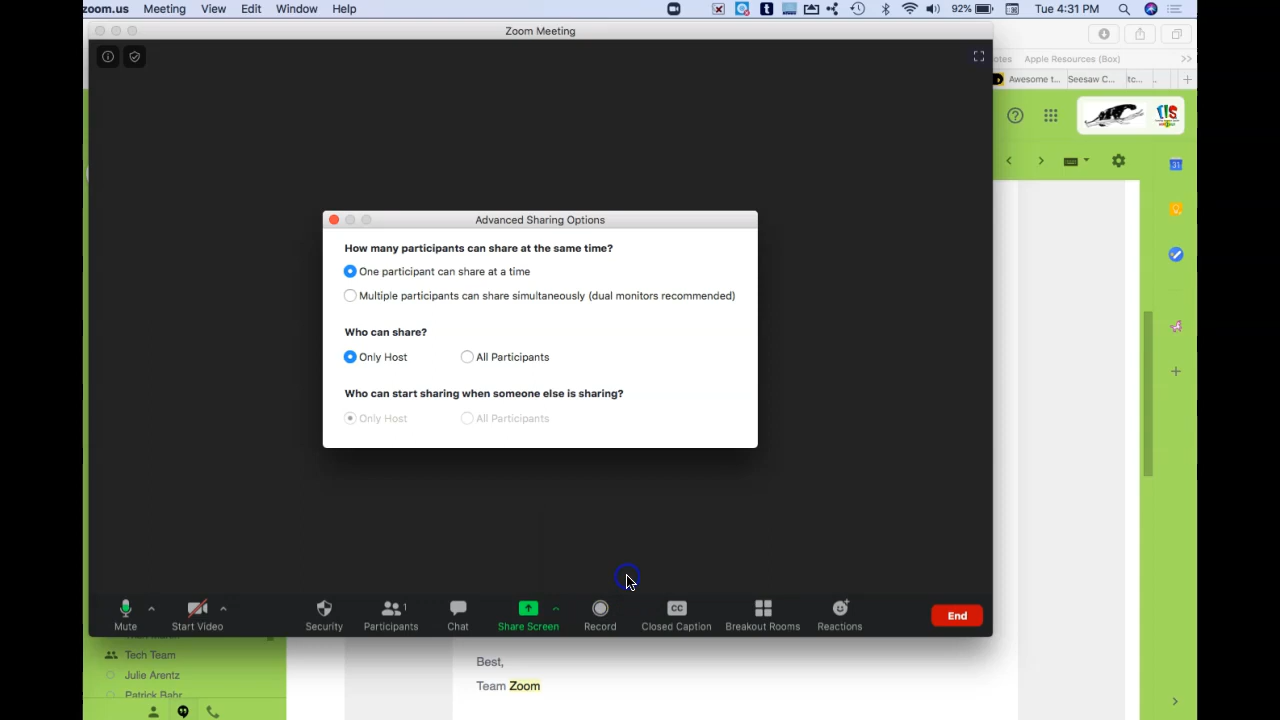 zoom.us Meeting View Edit Window Help 92% Tue 4:31 PM
Zoom Meeting
Apple Resources (Box)
Awesome t... Seesaw C... tc...
Advanced Sharing Options
How many participants can share at the same time?
One participant can share at a time
Multiple participants can share simultaneously (dual monitors recommended)
Who can share?
Only Host All Participants
Who can start sharing when someone else is sharing?
Only Host All Participants
1
CC
Mute Start Video Security Participants Chat Share Screen Record Closed Caption Breakout Rooms Reactions End
Tech Team
Julie Arentz
Patrick Bahr
Best,
Team Zoom
31